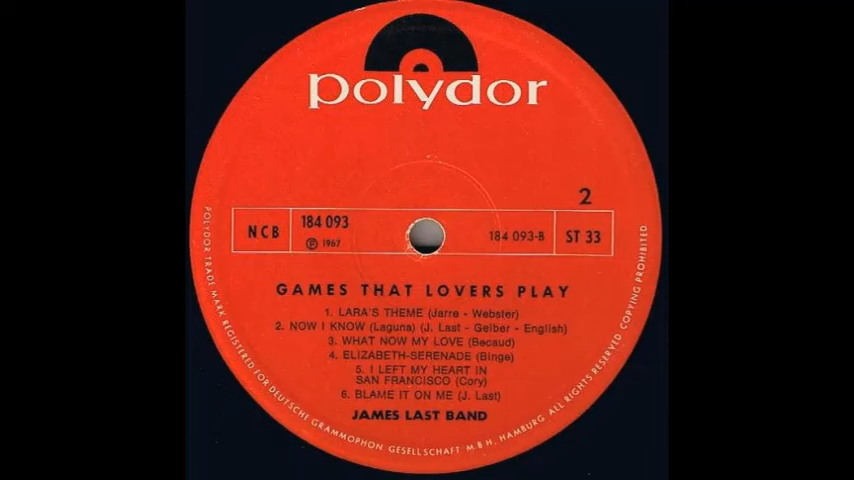 polydor
2
NCB
184 093
℗ 1967
184 093-B
ST 33
GAMES THAT LOVERS PLAY
1. LARA'S THEME (Jarre - Webster)
2. NOW I KNOW (Laguna) (J. Last - Gelber - English)
3. WHAT NOW MY LOVE (Becaud)
4. ELIZABETH-SERENADE (Binge)
5. I LEFT MY HEART IN
SAN FRANCISCO (Cory)
6. BLAME IT ON ME (J. Last)
JAMES LAST BAND
POLYDOR TRADE MARK REGISTERED FOR DEUTSCHE GRAMMOPHON GESELLSCHAFT M B H, HAMBURG ALL RIGHTS RESERVED COPYING PROHIBITED